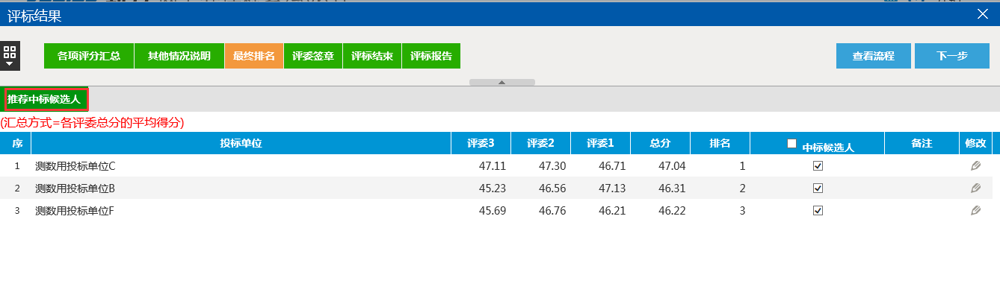 评标结果
各项评分汇总 其他情况说明 最终排名 评委签章 评标结束 评标报告 查看流程 下一步
推荐中标候选人
(汇总方式=各评委总分的平均得分)
序 投标单位 评委3 评委2 评委1 总分 排名 中标候选人 备注 修改
1 测数用投标单位C 47.11 47.30 46.71 47.04 1
2 测数用投标单位B 45.23 46.56 47.13 46.31 2
3 测数用投标单位F 45.69 46.76 46.21 46.22 3